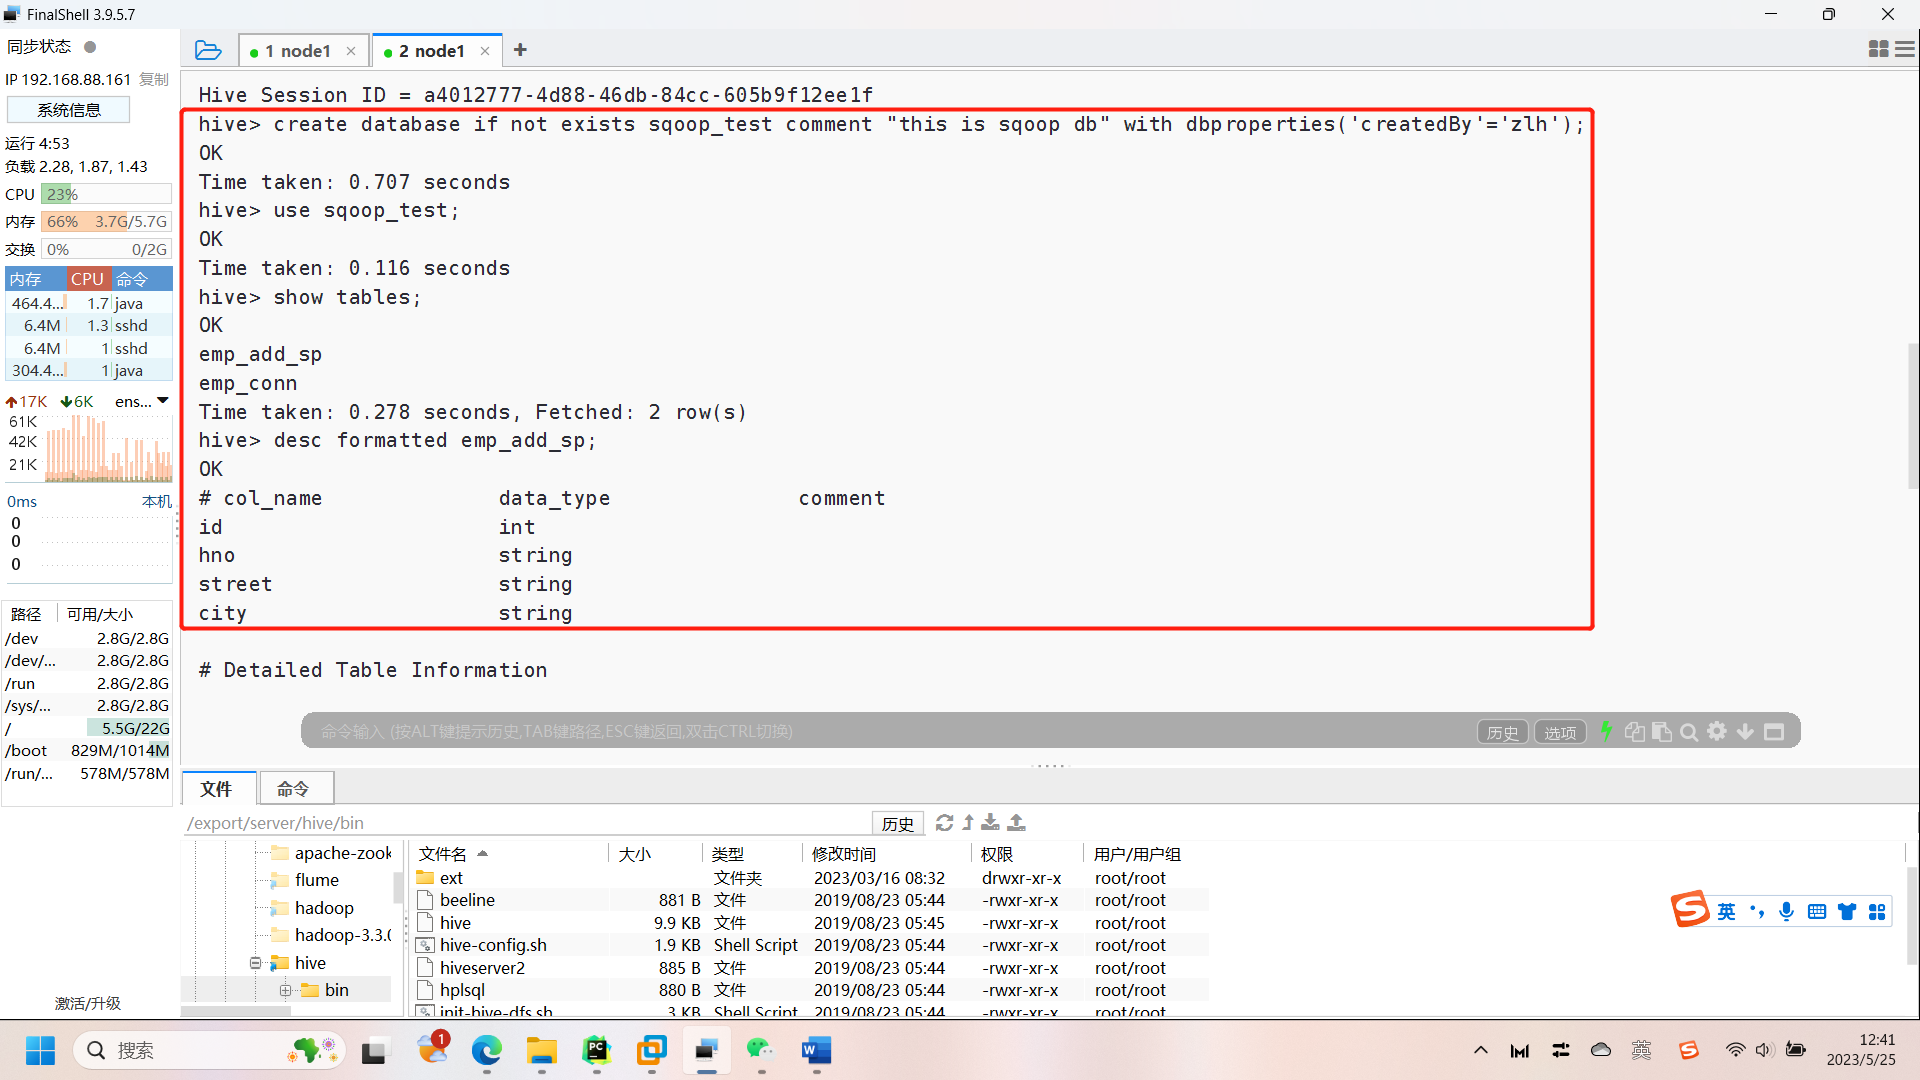 FinalShell 3.9.5.7
同步状态
IP 192.168.88.161 复制
系统信息
运行 4:53
负载 2.28, 1.87, 1.43
CPU 23%
内存 66% 3.7G/5.7G
交换 0% 0/2G
内存 CPU 命令
464.4... 1.7 java
6.4M 1.3 sshd
6.4M 1 sshd
304.4... 1 java
17K 6K ens...
61K
42K
21K
0ms 本机
0
0
0
路径 可用/大小
/dev 2.8G/2.8G
/dev/... 2.8G/2.8G
/run 2.8G/2.8G
/sys/... 2.8G/2.8G
/ 5.5G/22G
/boot 829M/1014M
/run/... 578M/578M
激活/升级
1 node1
2 node1
Hive Session ID = a4012777-4d88-46db-84cc-605b9f12ee1f
hive> create database if not exists sqoop_test comment "this is sqoop db" with dbproperties('createdBy'='zlh');
OK
Time taken: 0.707 seconds
hive> use sqoop_test;
OK
Time taken: 0.116 seconds
hive> show tables;
OK
emp_add_sp
emp_conn
Time taken: 0.278 seconds, Fetched: 2 row(s)
hive> desc formatted emp_add_sp;
OK
# col_name data_type comment
id int
hno string
street string
city string
# Detailed Table Information
命令输入 (按ALT键提示历史,TAB键路径,ESC键返回,双击CTRL切换)
历史 选项
文件 命令
/export/server/hive/bin
历史
apache-zook
flume
hadoop
hadoop-3.3.0
hive
bin
文件名 大小 类型 修改时间 权限 用户/用户组
ext 文件夹 2023/03/16 08:32 drwxr-xr-x root/root
beeline 881 B 文件 2019/08/23 05:44 -rwxr-xr-x root/root
hive 9.9 KB 文件 2019/08/23 05:45 -rwxr-xr-x root/root
hive-config.sh 1.9 KB Shell Script 2019/08/23 05:44 -rwxr-xr-x root/root
hiveserver2 885 B 文件 2019/08/23 05:44 -rwxr-xr-x root/root
hplsql 880 B 文件 2019/08/23 05:44 -rwxr-xr-x root/root
init-hive-dfs.sh 3 KB Shell Script 2019/08/23 05:44 -rwxr-xr-x root/root
英
搜索
1
英
12:41
2023/5/25